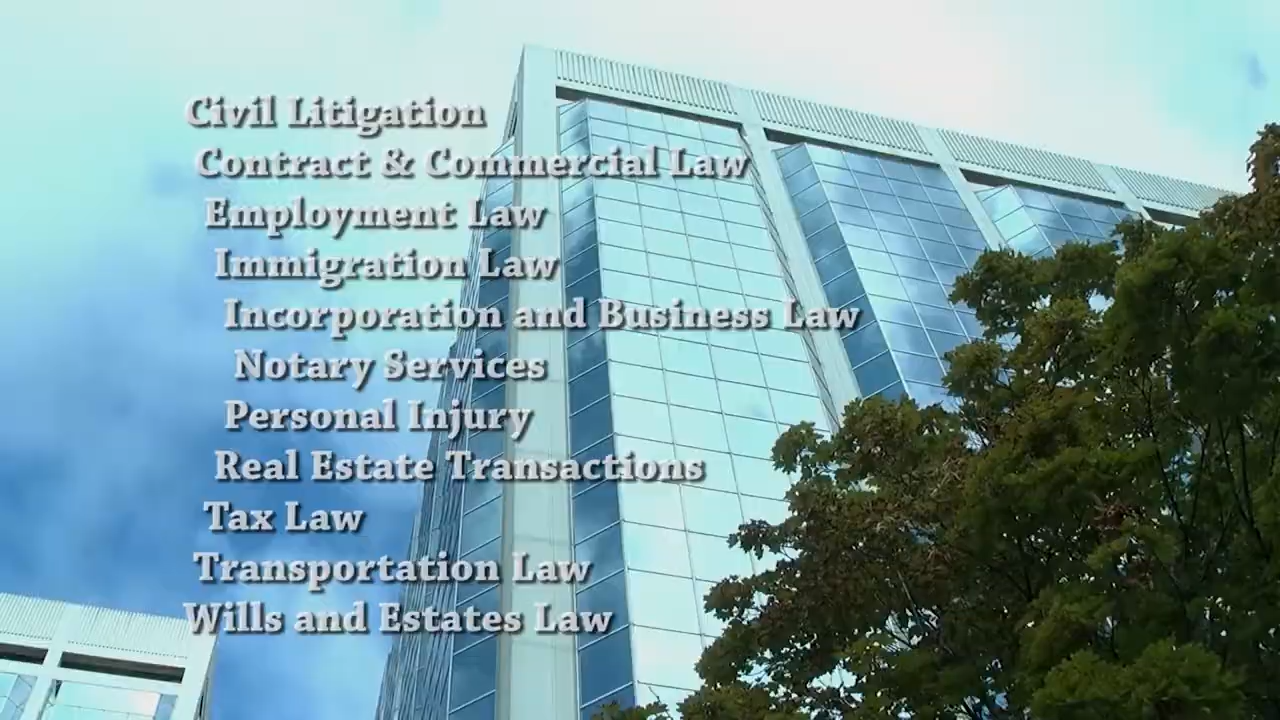 Civil Litigation
Contract & Commercial Law
Employment Law
Immigration Law
Incorporation and Business Law
Notary Services
Personal Injury
Real Estate Transactions
Tax Law
Transportation Law
Wills and Estates Law